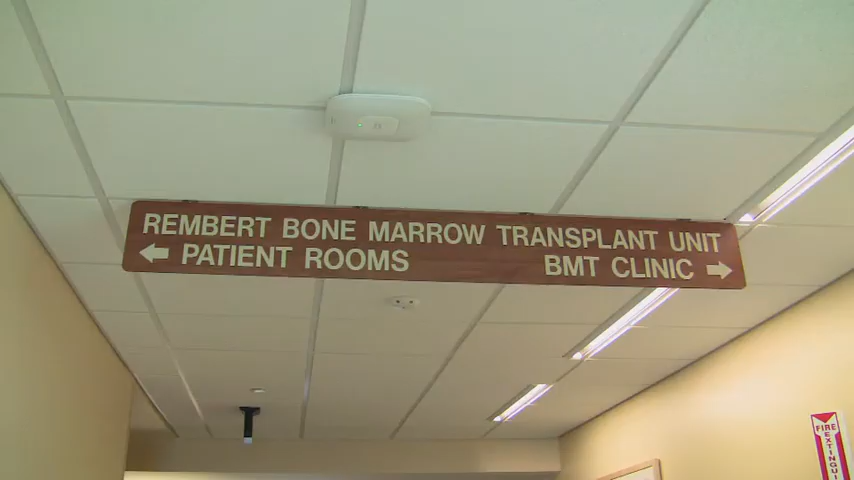 REMBERT BONE MARROW TRANSPLANT UNIT
PATIENT ROOMS BMT CLINIC
FIRE